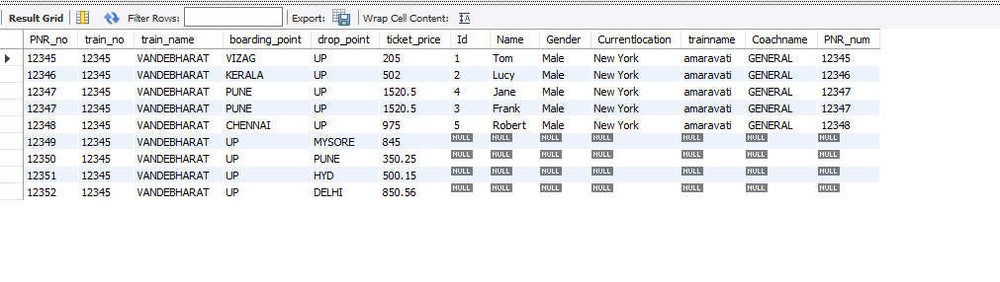 Result Grid Filter Rows: Export: Wrap Cell Content: IA
PNR_no train_no train_name boarding_point drop_point ticket_price Id Name Gender Currentlocation trainname Coachname PNR_num
12345 12345 VANDEBHARAT VIZAG UP 205 1 Tom Male New York amaravati GENERAL 12345
12346 12345 VANDEBHARAT KERALA UP 502 2 Lucy Male New York amaravati GENERAL 12346
12347 12345 VANDEBHARAT PUNE UP 1520.5 4 Jane Male New York amaravati GENERAL 12347
12347 12345 VANDEBHARAT PUNE UP 1520.5 3 Frank Male New York amaravati GENERAL 12347
12348 12345 VANDEBHARAT CHENNAI UP 975 5 Robert Male New York amaravati GENERAL 12348
12349 12345 VANDEBHARAT UP MYSORE 845 NULL NULL NULL NULL NULL NULL NULL
12350 12345 VANDEBHARAT UP PUNE 350.25 NULL NULL NULL NULL NULL NULL NULL
12351 12345 VANDEBHARAT UP HYD 500.15 NULL NULL NULL NULL NULL NULL NULL
12352 12345 VANDEBHARAT UP DELHI 850.56 NULL NULL NULL NULL NULL NULL NULL